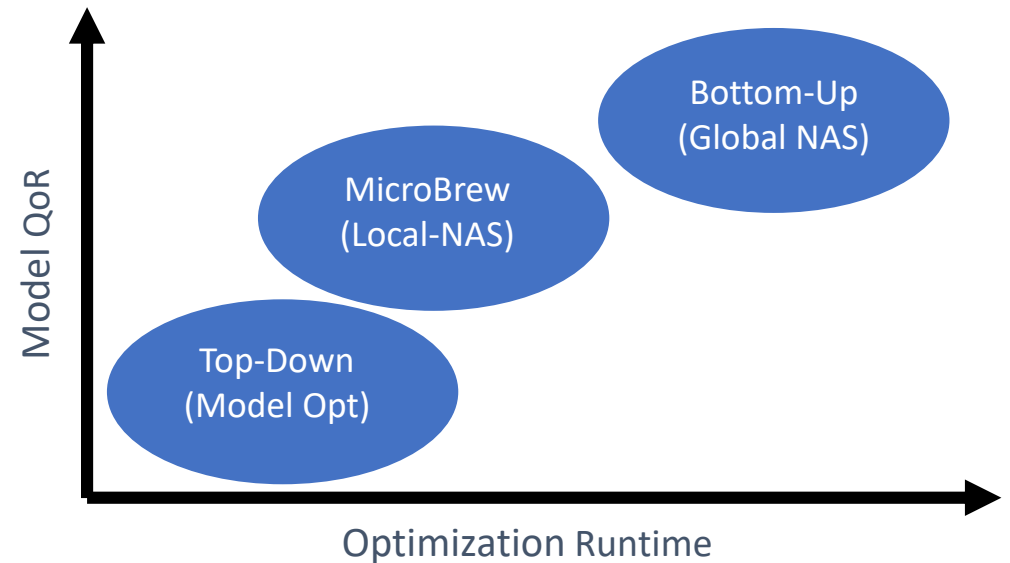 Model QoR
Bottom-Up
(Global NAS)
MicroBrew
(Local-NAS)
Top-Down
(Model Opt)
Optimization Runtime